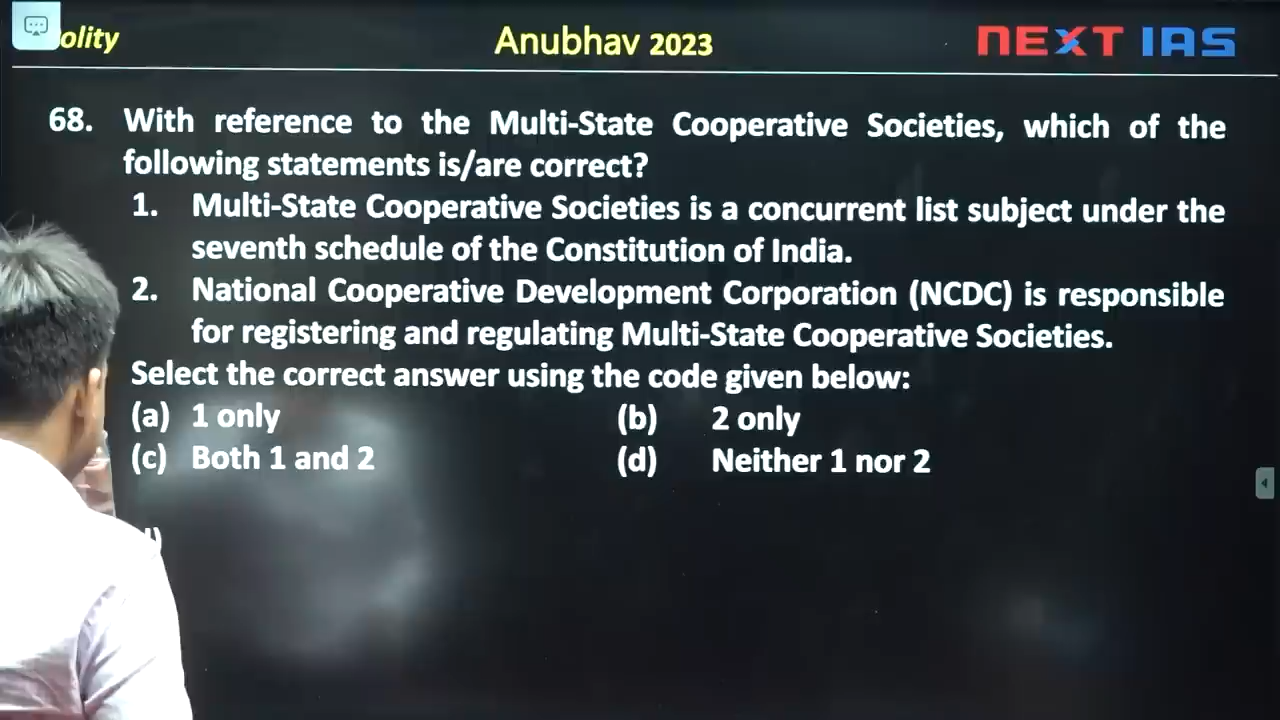 olity
Anubhav 2023
NEXT IAS
68. With reference to the Multi-State Cooperative Societies, which of the
following statements is/are correct?
1. Multi-State Cooperative Societies is a concurrent list subject under the
seventh schedule of the Constitution of India.
2. National Cooperative Development Corporation (NCDC) is responsible
for registering and regulating Multi-State Cooperative Societies.
Select the correct answer using the code given below:
(a) 1 only (b) 2 only
(c) Both 1 and 2 (d) Neither 1 nor 2